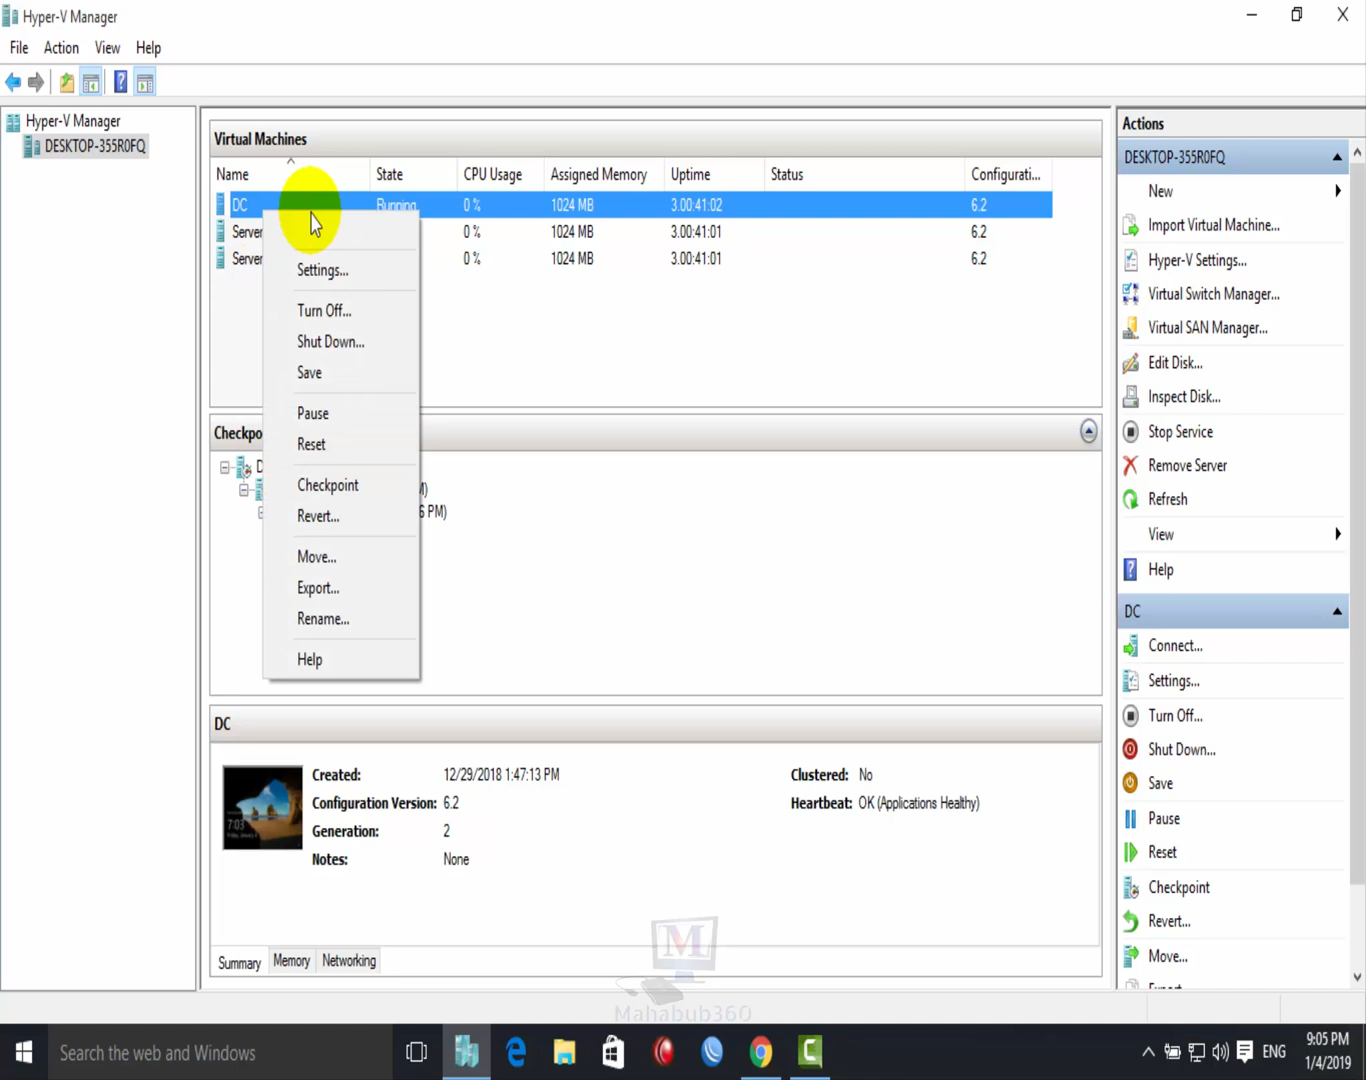 Hyper-V Manager
File Action View Help
Hyper-V Manager
DESKTOP-355R0FQ
Virtual Machines
Name State CPU Usage Assigned Memory Uptime Status Configurati...
DC Running 0 % 1024 MB 3.00:41:02 6.2
Server 0 % 1024 MB 3.00:41:01 6.2
Server 0 % 1024 MB 3.00:41:01 6.2
Settings...
Turn Off...
Shut Down...
Save
Pause
Reset
Checkpoint
Revert...
Move...
Export...
Rename...
Help
Checkpo
D
M)
6 PM)
DC
7:03
Created: 12/29/2018 1:47:13 PM Clustered: No
Configuration Version: 6.2 Heartbeat: OK (Applications Healthy)
Generation: 2
Notes: None
Summary Memory Networking
Actions
DESKTOP-355R0FQ
New
Import Virtual Machine...
Hyper-V Settings...
Virtual Switch Manager...
Virtual SAN Manager...
Edit Disk...
Inspect Disk...
Stop Service
Remove Server
Refresh
View
Help
DC
Connect...
Settings...
Turn Off...
Shut Down...
Save
Pause
Reset
Checkpoint
Revert...
Move...
M
Mahabub360
Search the web and Windows
ENG
9:05 PM
1/4/2019